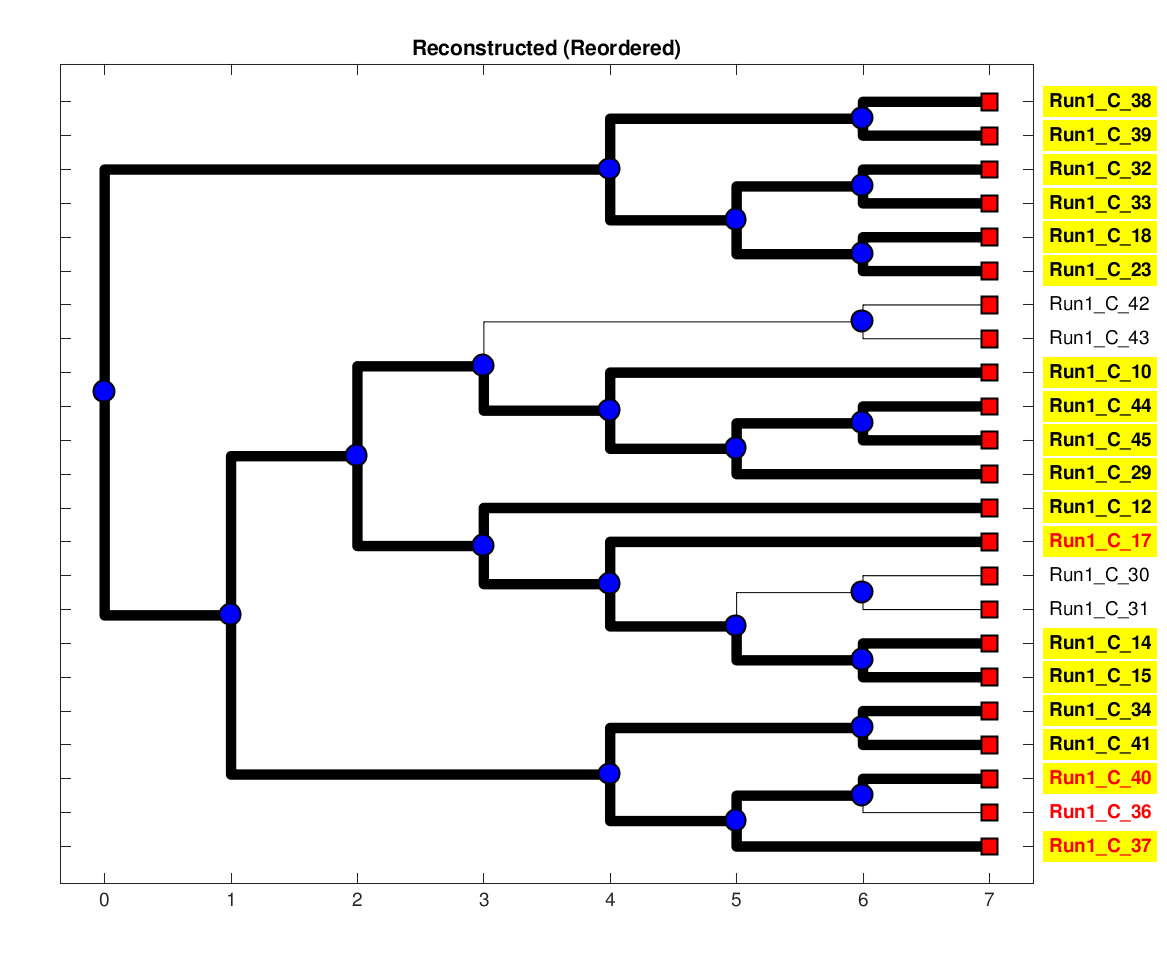 Reconstructed (Reordered)
Run1_C_38
Run1_C_39
Run1_C_32
Run1_C_33
Run1_C_18
Run1_C_23
Run1_C_42
Run1_C_43
Run1_C_10
Run1_C_44
Run1_C_45
Run1_C_29
Run1_C_12
Run1_C_17
Run1_C_30
Run1_C_31
Run1_C_14
Run1_C_15
Run1_C_34
Run1_C_41
Run1_C_40
Run1_C_36
Run1_C_37
0 1 2 3 4 5 6 7